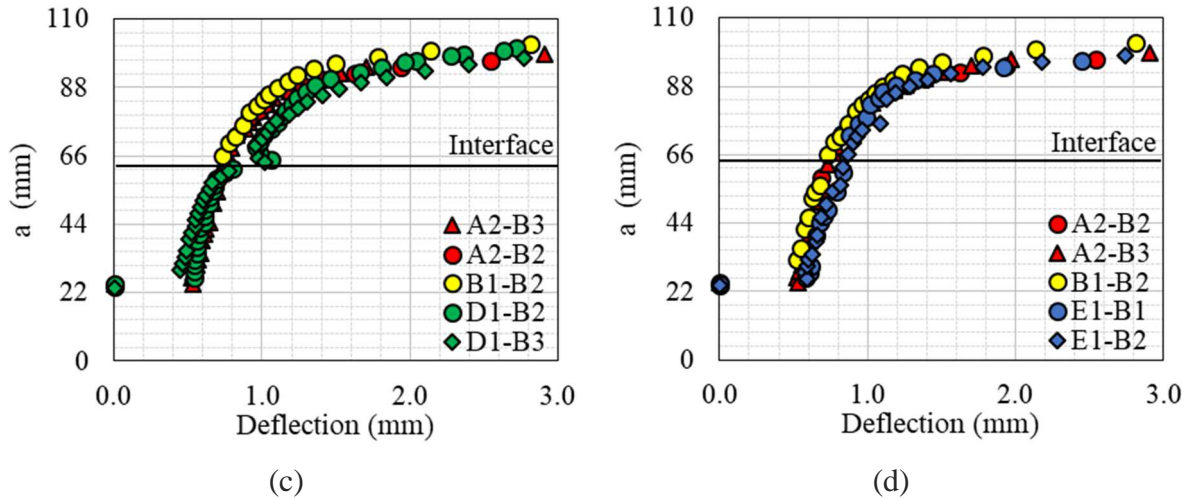 110
88
66
44
22
0
a (mm)
Interface
A2-B3
A2-B2
B1-B2
D1-B2
D1-B3
0.0 1.0 2.0 3.0
Deflection (mm)
(c)
110
88
66
44
22
0
a (mm)
Interface
A2-B2
A2-B3
B1-B2
E1-B1
E1-B2
0.0 1.0 2.0 3.0
Deflection (mm)
(d)